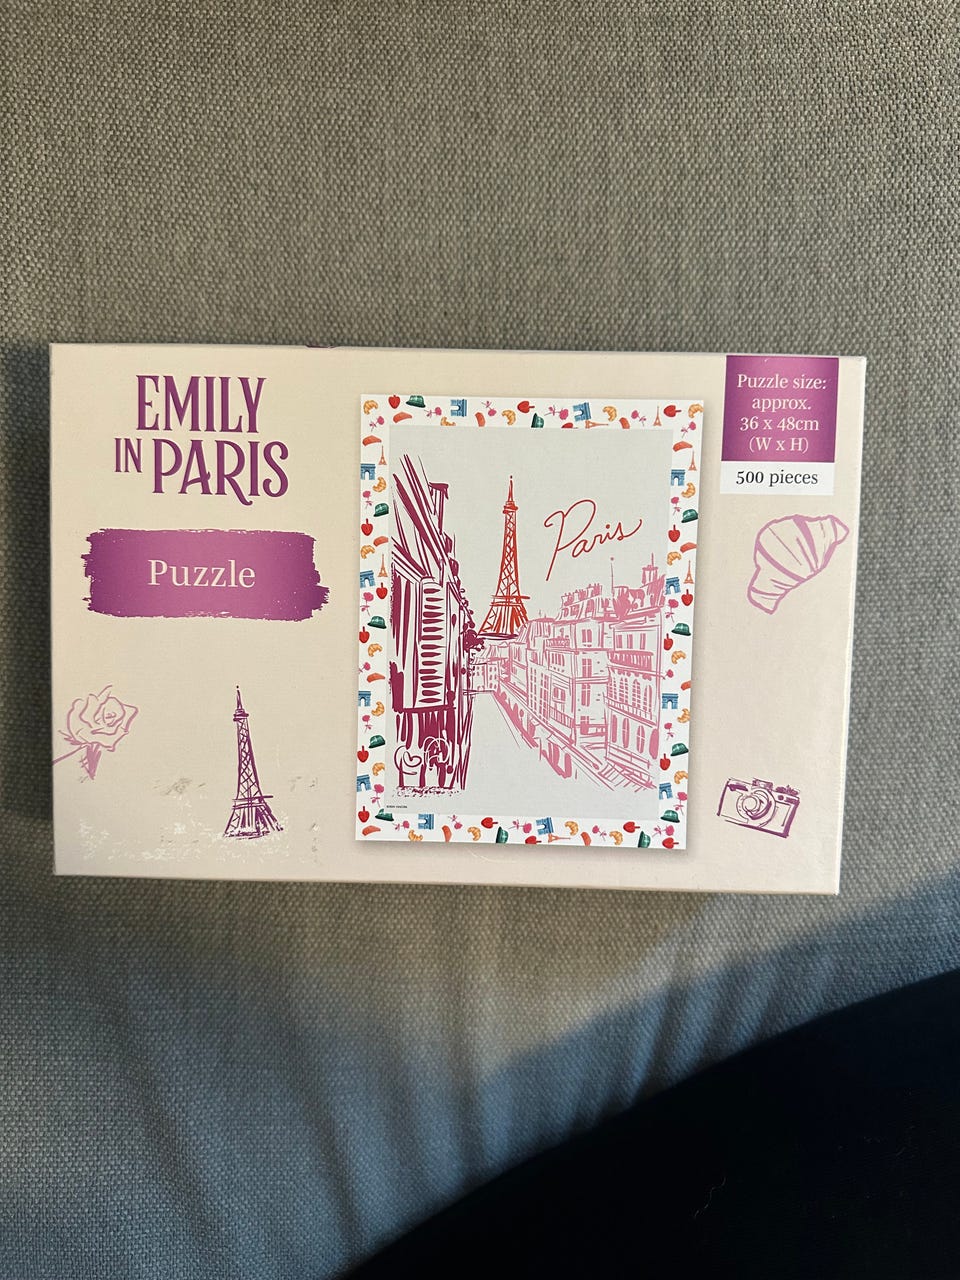 EMILY
IN PARIS
Puzzle
Paris
Puzzle size:
approx.
36 x 48cm
(W x H)
500 pieces